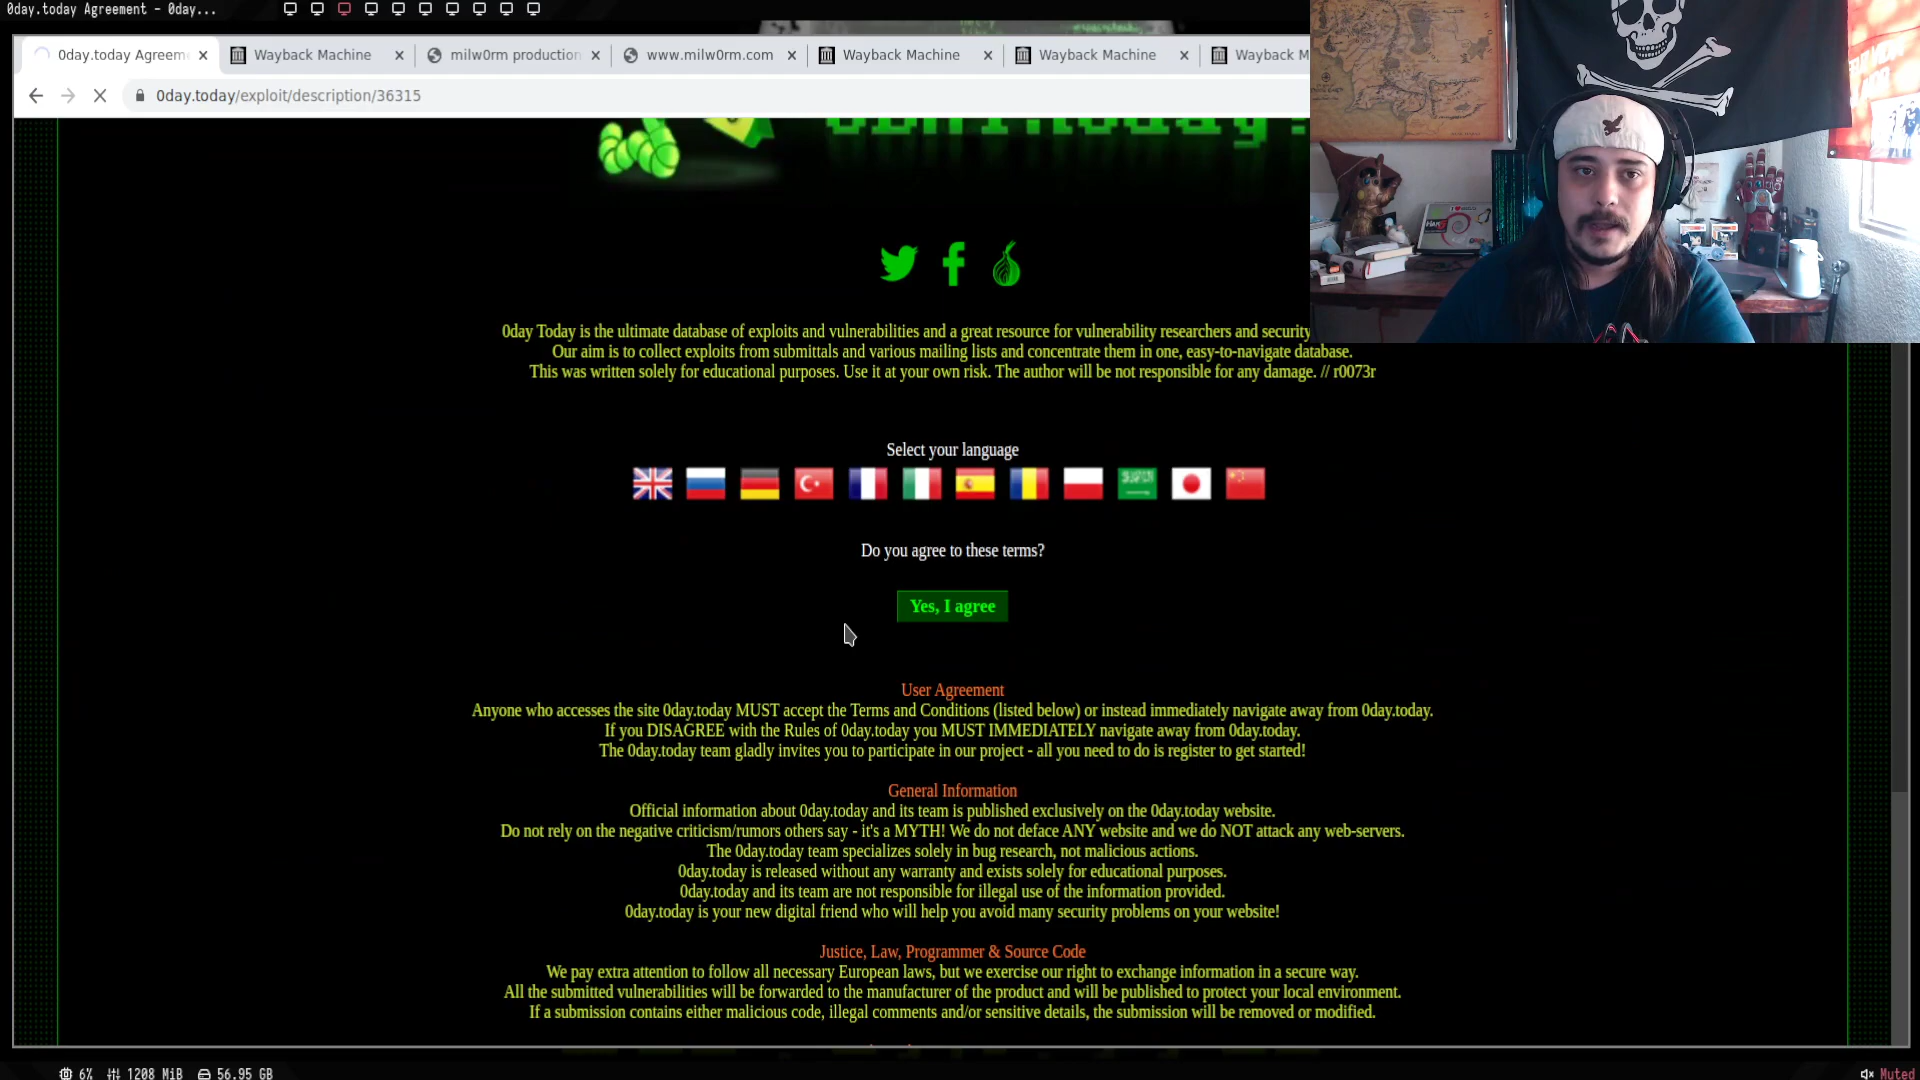 0day.today Agreement - 0day...
0day.today Agreem
Wayback Machine
milw0rm production
www.milw0rm.com
Wayback Machine
Wayback Machine
Wayback M
0day.today/exploit/description/36315
0day Today is the ultimate database of exploits and vulnerabilities and a great resource for vulnerability researchers and security
Our aim is to collect exploits from submittals and various mailing lists and concentrate them in one, easy-to-navigate database.
This was written solely for educational purposes. Use it at your own risk. The author will be not responsible for any damage. // r0073r
Select your language
Do you agree to these terms?
Yes, I agree
User Agreement
Anyone who accesses the site 0day.today MUST accept the Terms and Conditions (listed below) or instead immediately navigate away from 0day.today.
If you DISAGREE with the Rules of 0day.today you MUST IMMEDIATELY navigate away from 0day.today.
The 0day.today team gladly invites you to participate in our project - all you need to do is register to get started!
General Information
Official information about 0day.today and its team is published exclusively on the 0day.today website.
Do not rely on the negative criticism/rumors others say - it's a MYTH! We do not deface ANY website and we do NOT attack any web-servers.
The 0day.today team specializes solely in bug research, not malicious actions.
0day.today is released without any warranty and exists solely for educational purposes.
0day.today and its team are not responsible for illegal use of the information provided.
0day.today is your new digital friend who will help you avoid many security problems on your website!
Justice, Law, Programmer & Source Code
We pay extra attention to follow all necessary European laws, but we exercise our right to exchange information in a secure way.
All the submitted vulnerabilities will be forwarded to the manufacturer of the product and will be published to protect your local environment.
If a submission contains either malicious code, illegal comments and/or sensitive details, the submission will be removed or modified.
6% 1208 MiB 56.95 GB
Muted